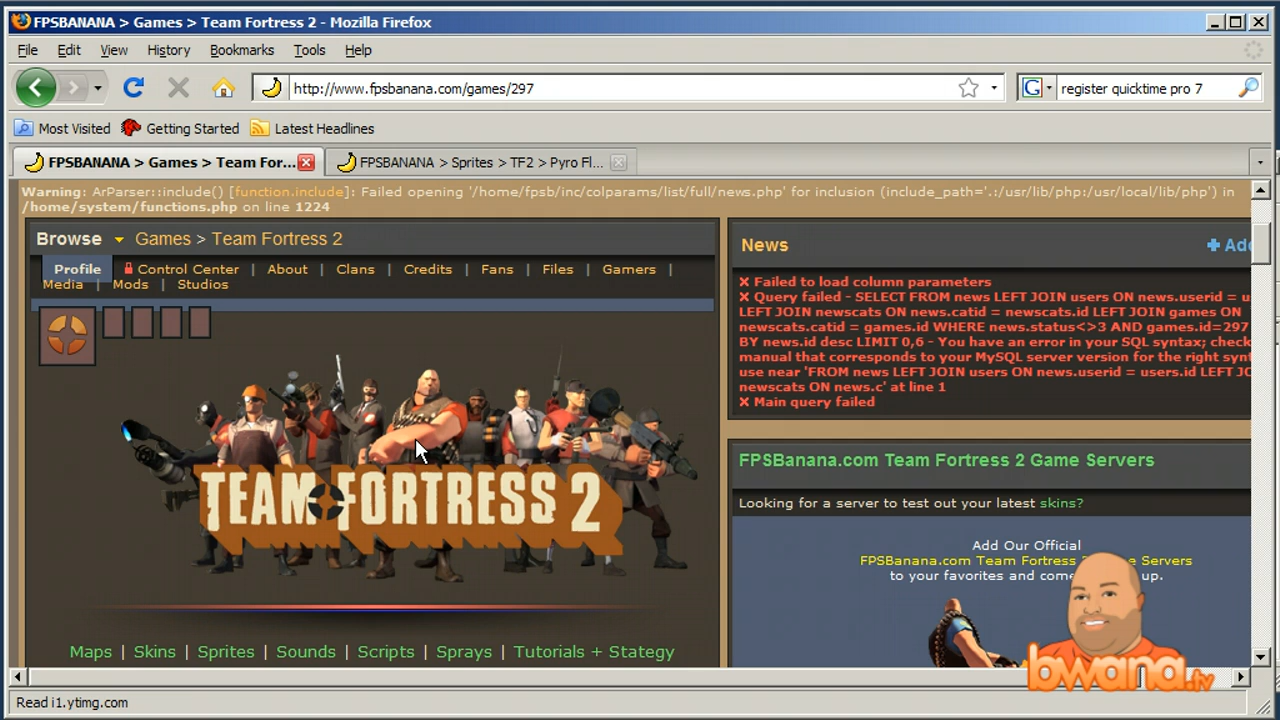 FPSBANANA > Games > Team Fortress 2 - Mozilla Firefox
File Edit View History Bookmarks Tools Help
http://www.fpsbanana.com/games/297
G register quicktime pro 7
Most Visited Getting Started Latest Headlines
FPSBANANA > Games > Team For... FPSBANANA > Sprites > TF2 > Pyro Fl...
Warning: ArParser::include() [function.include]: Failed opening '/home/fpsb/inc/colparams/list/full/news.php' for inclusion (include_path='.:/usr/lib/php:/usr/local/lib/php') in
/home/system/functions.php on line 1224
Browse Games > Team Fortress 2
Profile Control Center | About | Clans | Credits | Fans | Files | Gamers |
Media | Mods | Studios
TEAM FORTRESS 2
Maps | Skins | Sprites | Sounds | Scripts | Sprays | Tutorials + Stategy
News Add
Failed to load column parameters
Query failed - SELECT FROM news LEFT JOIN users ON news.userid = u
LEFT JOIN newscats ON news.catid = newscats.id LEFT JOIN games ON
newscats.catid = games.id WHERE news.status<>3 AND games.id=297
BY news.id desc LIMIT 0,6 - You have an error in your SQL syntax; check
manual that corresponds to your MySQL server version for the right synt
use near 'FROM news LEFT JOIN users ON news.userid = users.id LEFT JO
newscats ON news.c' at line 1
Main query failed
FPSBanana.com Team Fortress 2 Game Servers
Looking for a server to test out your latest skins?
Add Our Official
FPSBanana.com Team Fortress Servers
to your favorites and come up.
bwana.tv
Read i1.ytimg.com